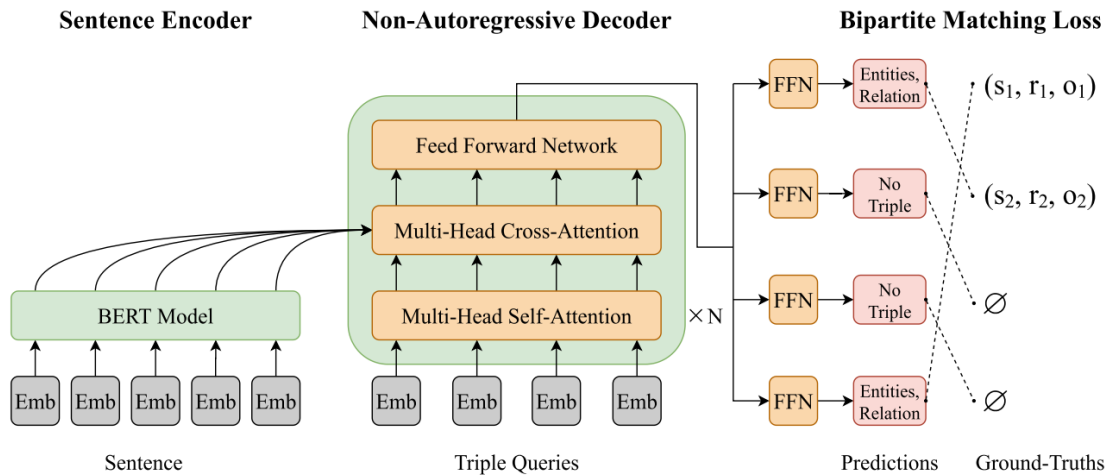 Sentence Encoder
Non-Autoregressive Decoder
Bipartite Matching Loss
Feed Forward Network
Multi-Head Cross-Attention
Multi-Head Self-Attention
×N
BERT Model
Emb Emb Emb Emb Emb
Emb Emb Emb Emb
FFN
Entities,
Relation
(s₁, r₁, o₁)
FFN
No
Triple
(s₂, r₂, o₂)
FFN
No
Triple
∅
FFN
Entities,
Relation
∅
Sentence
Triple Queries
Predictions
Ground-Truths